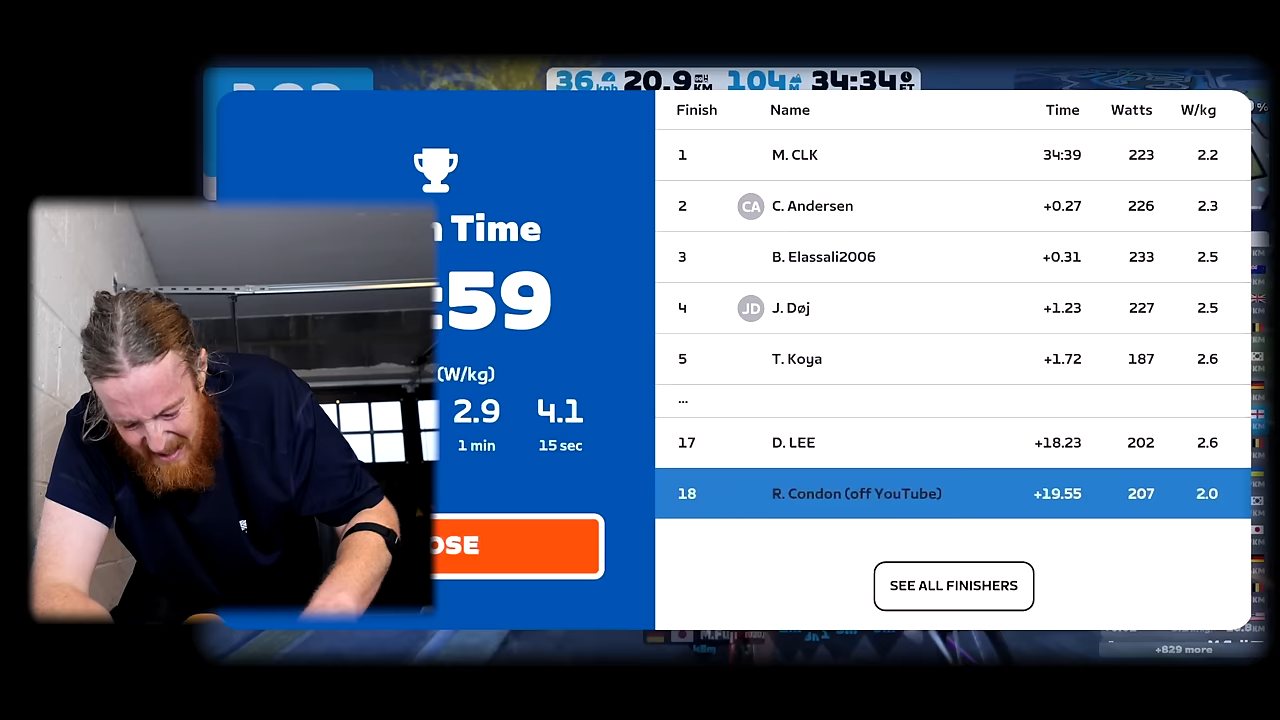 36 kph 20.9 KM 104 M 34:34 ET
Finish Name Time Watts W/kg
1 M. CLK 34:39 223 2.2
2 CA C. Andersen +0.27 226 2.3
3 B. Elassali2006 +0.31 233 2.5
4 JD J. Døj +1.23 227 2.5
5 T. Koya +1.72 187 2.6
...
17 D. LEE +18.23 202 2.6
18 R. Condon (off YouTube) +19.55 207 2.0
SEE ALL FINISHERS
Time
:59
(W/kg)
2.9 4.1
1 min 15 sec
OSE
M.Fuji
+829 more